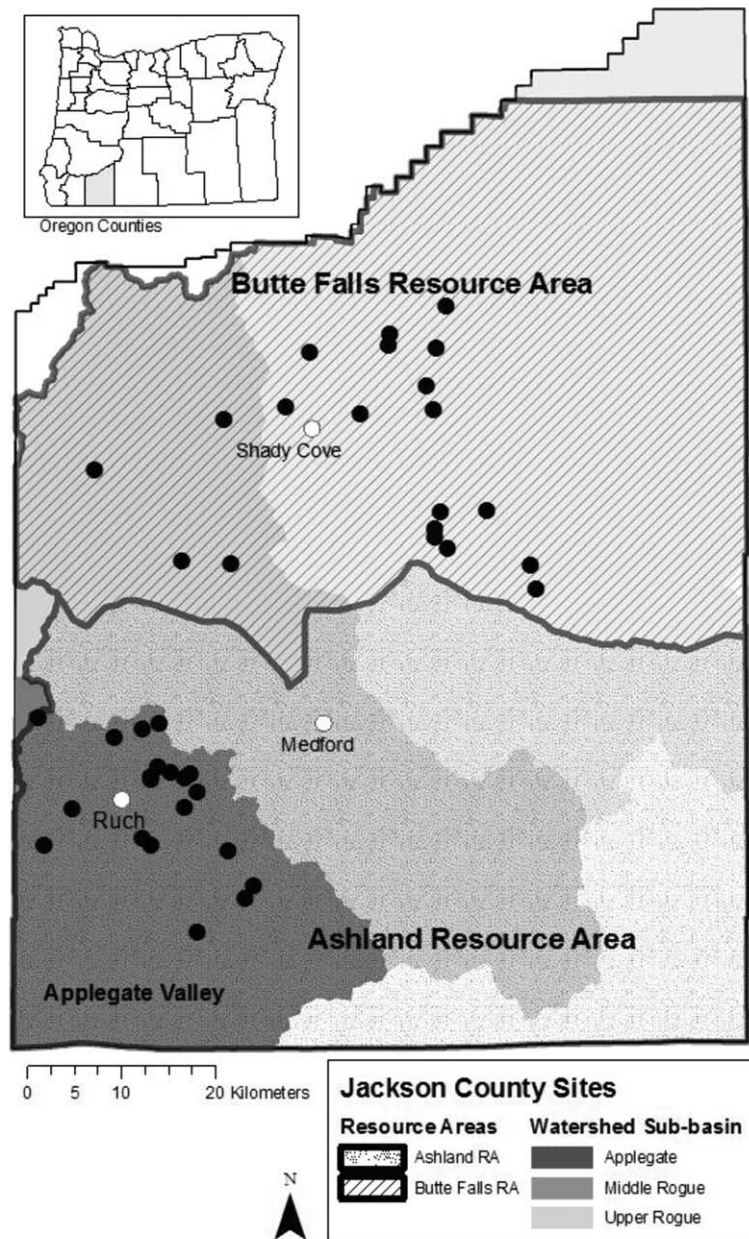 Oregon Counties
Butte Falls Resource Area
Shady Cove
Medford
Ruch
Ashland Resource Area
Applegate Valley
0 5 10 20 Kilometers
N
Jackson County Sites
Resource Areas Watershed Sub-basin
Ashland RA Applegate
Butte Falls RA Middle Rogue
Upper Rogue